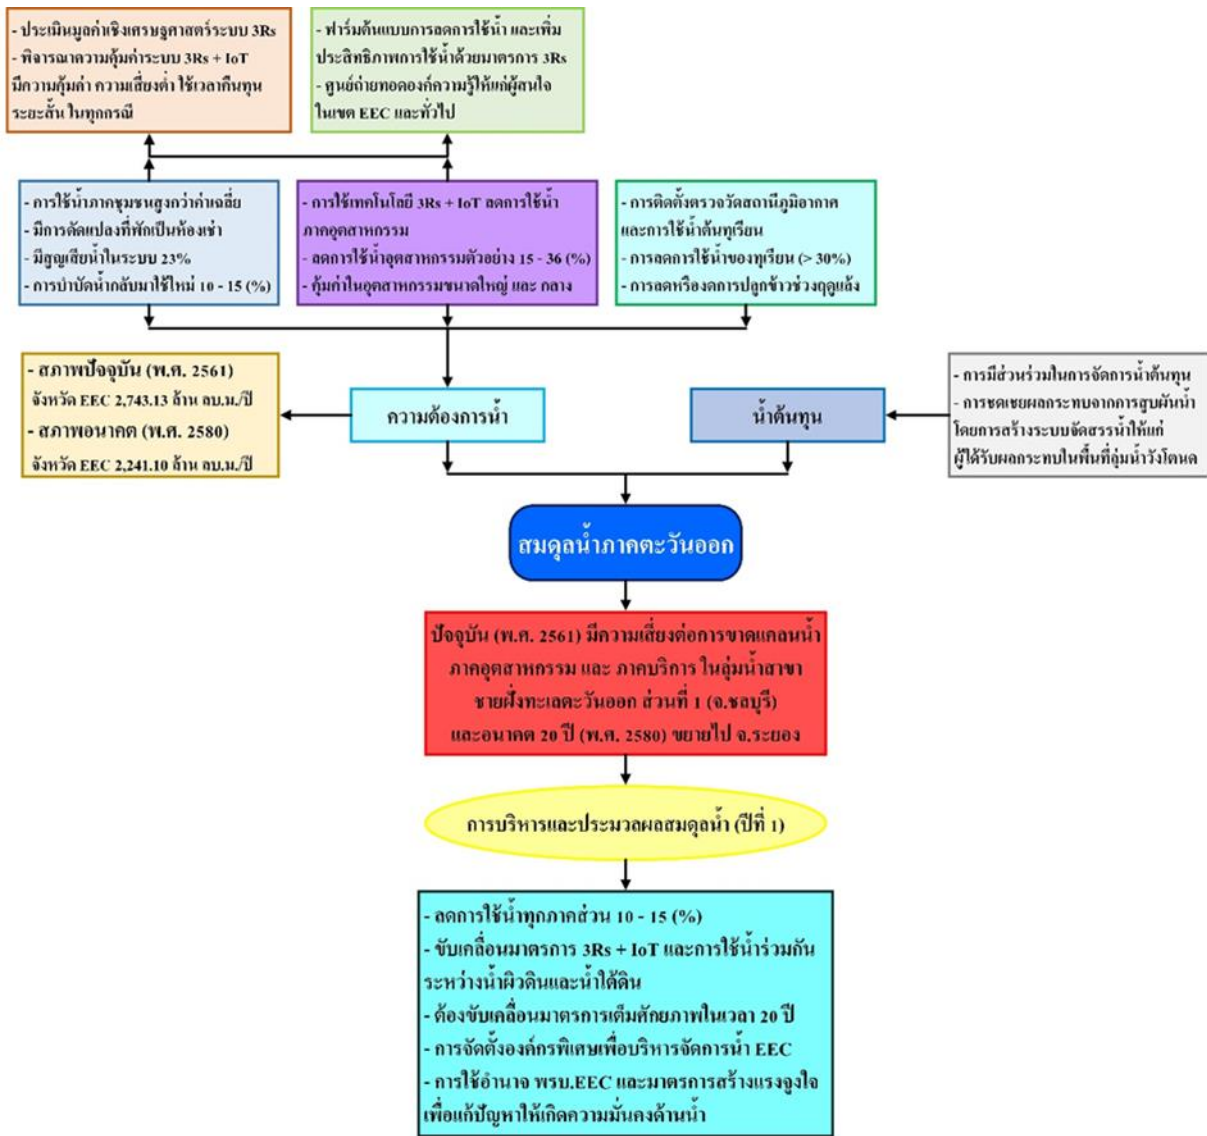 - ประเมินมูลค่าเชิงเศรษฐศาสตร์ระบบ 3Rs
- พิจารณาความคุ้มค่าระบบ 3Rs + IoT
มีความคุ้มค่า ความเสี่ยงต่ำ ใช้เวลาคืนทุน
ระยะสั้น ในทุกกรณี
- ฟาร์มต้นแบบการลดการใช้น้ำ และเพิ่ม
ประสิทธิภาพการใช้น้ำด้วยมาตรการ 3Rs
- ศูนย์ถ่ายทอดองค์ความรู้ให้แก่ผู้สนใจ
ในเขต EEC และทั่วไป
- การใช้น้ำภาคชุมชนสูงกว่าค่าเฉลี่ย
- มีการดัดแปลงที่พักเป็นห้องเช่า
- มีสูญเสียน้ำในระบบ 23%
- การบำบัดน้ำกลับมาใช้ใหม่ 10 - 15 (%)
- การใช้เทคโนโลยี 3Rs + IoT ลดการใช้น้ำ
ภาคอุตสาหกรรม
- ลดการใช้น้ำอุตสาหกรรมตัวอย่าง 15 - 36 (%)
- คุ้มค่าในอุตสาหกรรมขนาดใหญ่ และ กลาง
- การติดตั้งตรวจวัดสถานีภูมิอากาศ
และการใช้น้ำต้นทุเรียน
- การลดการใช้น้ำของทุเรียน (> 30%)
- การลดหรืองดการปลูกข้าวช่วงฤดูแล้ง
- สภาพปัจจุบัน (พ.ศ. 2561)
จังหวัด EEC 2,743.13 ล้าน ลบ.ม./ปี
- สภาพอนาคต (พ.ศ. 2580)
จังหวัด EEC 2,241.10 ล้าน ลบ.ม./ปี
ความต้องการน้ำ
น้ำต้นทุน
- การมีส่วนร่วมในการจัดการน้ำต้นทุน
- การชดเชยผลกระทบจากการสูบผันน้ำ
โดยการสร้างระบบจัดสรรน้ำให้แก่
ผู้ได้รับผลกระทบในพื้นที่ลุ่มน้ำวังโตนด
สมดุลน้ำภาคตะวันออก
ปัจจุบัน (พ.ศ. 2561) มีความเสี่ยงต่อการขาดแคลนน้ำ
ภาคอุตสาหกรรม และ ภาคบริการ ในลุ่มน้ำสาขา
ชายฝั่งทะเลตะวันออก ส่วนที่ 1 (จ.ชลบุรี)
และอนาคต 20 ปี (พ.ศ. 2580) ขยายไป จ.ระยอง
การบริหารและประมวลผลสมดุลน้ำ (ปีที่ 1)
- ลดการใช้น้ำทุกภาคส่วน 10 - 15 (%)
- ขับเคลื่อนมาตรการ 3Rs + IoT และการใช้น้ำร่วมกัน
ระหว่างน้ำผิวดินและน้ำใต้ดิน
- ต้องขับเคลื่อนมาตรการเต็มศักยภาพในเวลา 20 ปี
- การจัดตั้งองค์กรพิเศษเพื่อบริหารจัดการน้ำ EEC
- การใช้อำนาจ พรบ.EEC และมาตรการสร้างแรงจูงใจ
เพื่อแก้ปัญหาให้เกิดความมั่นคงด้านน้ำ